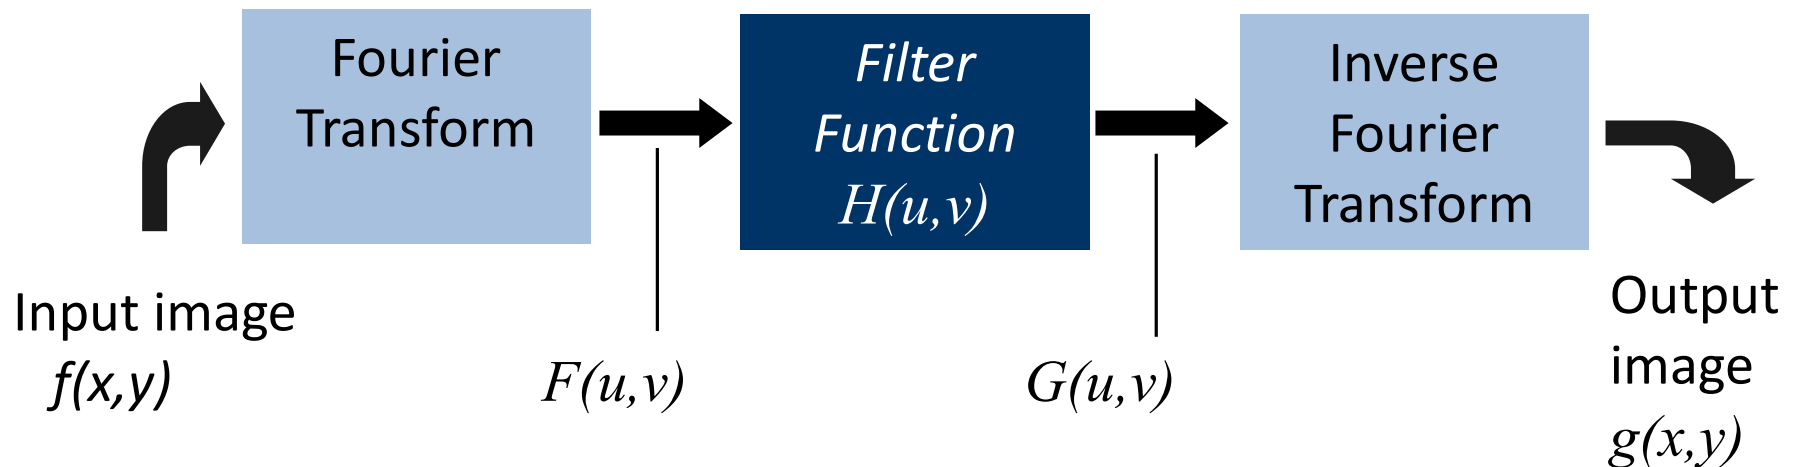 Fourier
Transform
Filter
Function
H(u,v)
Inverse
Fourier
Transform
Input image
f(x,y)
F(u,v)
G(u,v)
Output
image
g(x,y)